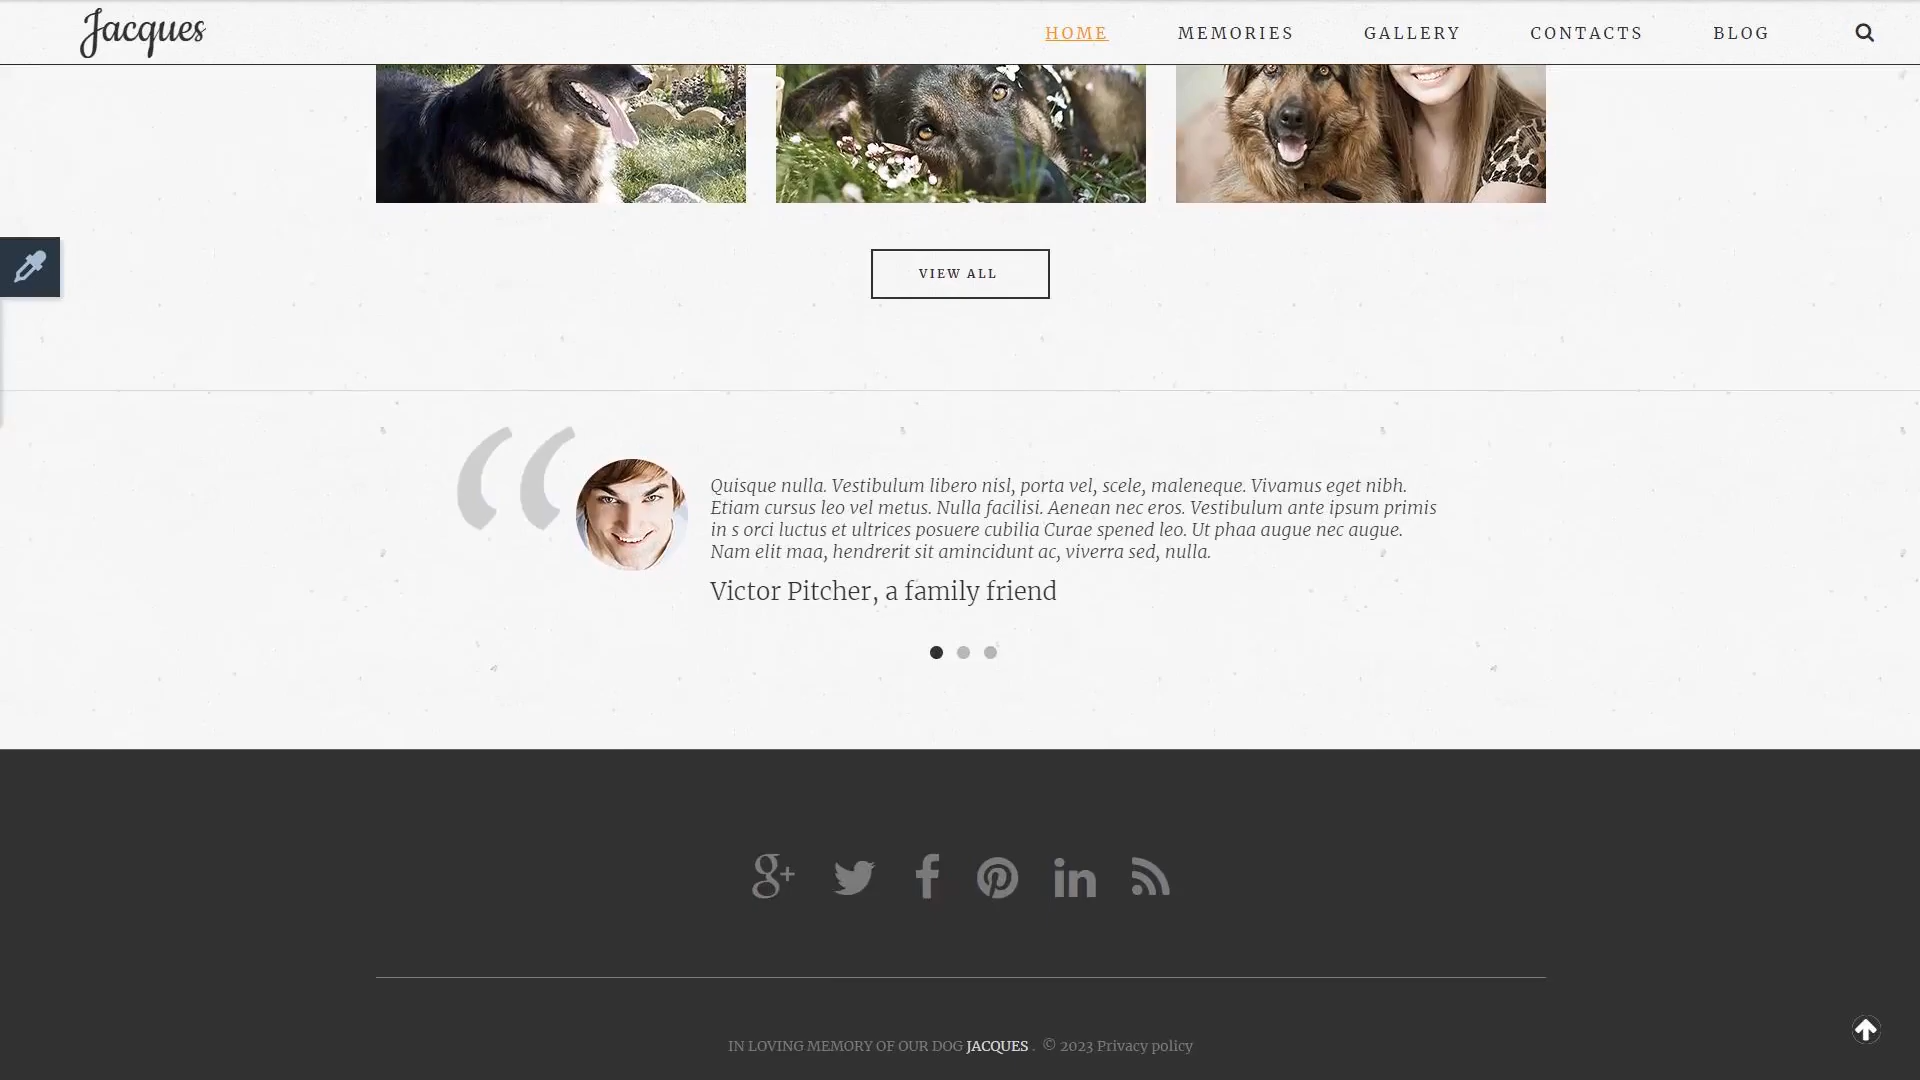 Jacques
HOME
MEMORIES
GALLERY
CONTACTS
BLOG
VIEW ALL
Quisque nulla. Vestibulum libero nisl, porta vel, scele, maleneque. Vivamus eget nibh.
Etiam cursus leo vel metus. Nulla facilisi. Aenean nec eros. Vestibulum ante ipsum primis
in s orci luctus et ultrices posuere cubilia Curae spened leo. Ut phaa augue nec augue.
Nam elit maa, hendrerit sit amincidunt ac, viverra sed, nulla.
Victor Pitcher, a family friend
IN LOVING MEMORY OF OUR DOG JACQUES . © 2023 Privacy policy